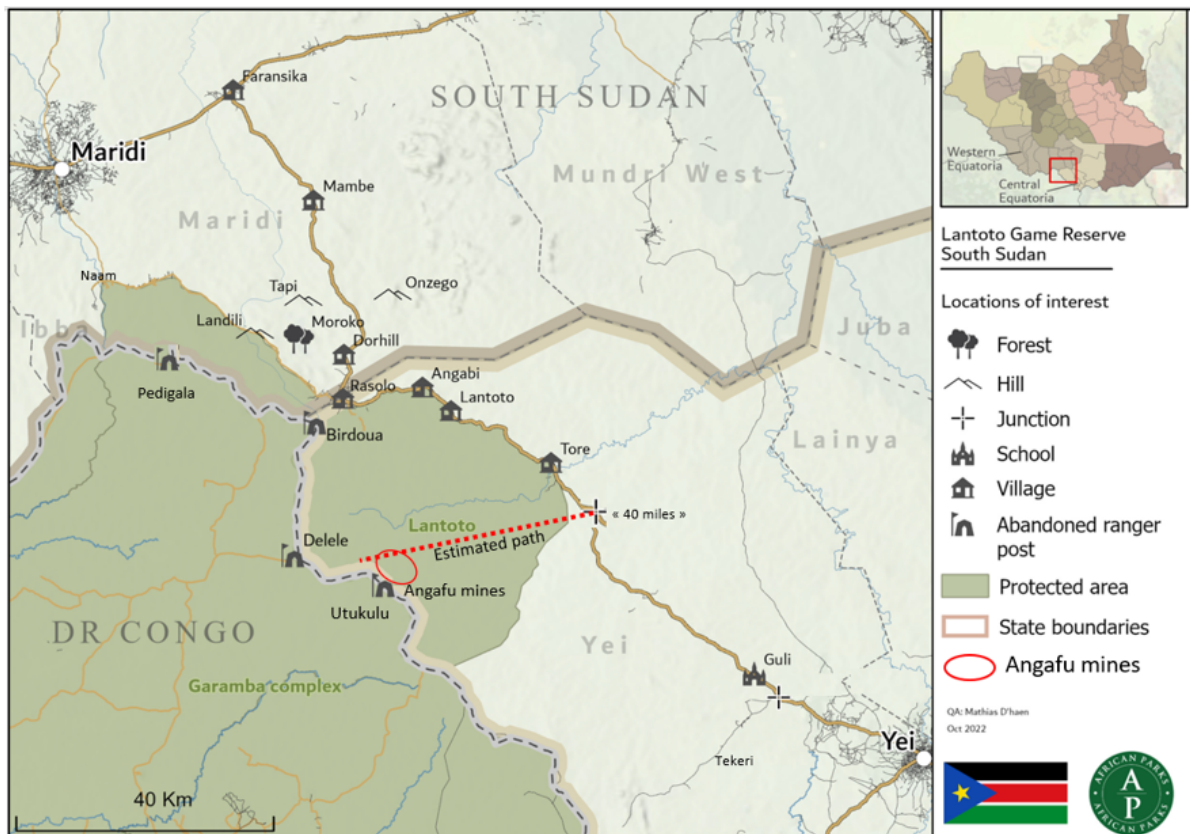 Faransika
SOUTH SUDAN
Maridi
Mundri West
Mambe
Maridi
Naam
Tapi
Onzego
Landili
Moroko
Ibba
Dorhill
Juba
Pedigala
Rasolo
Angabi
Lantoto
Birdoua
Lainya
Tore
Lantoto
« 40 miles »
Estimated path
Delele
Angafu mines
Utukulu
DR CONGO
Yei
Guli
Garamba complex
Yei
Tekeri
40 Km
Western
Equatoria
Central
Equatoria
Lantoto Game Reserve
South Sudan
Locations of interest
Forest
Hill
Junction
School
Village
Abandoned ranger
post
Protected area
State boundaries
Angafu mines
QA: Mathias D'haen
Oct 2022
AFRICAN PARKS
AP
AFRICAN PARKS